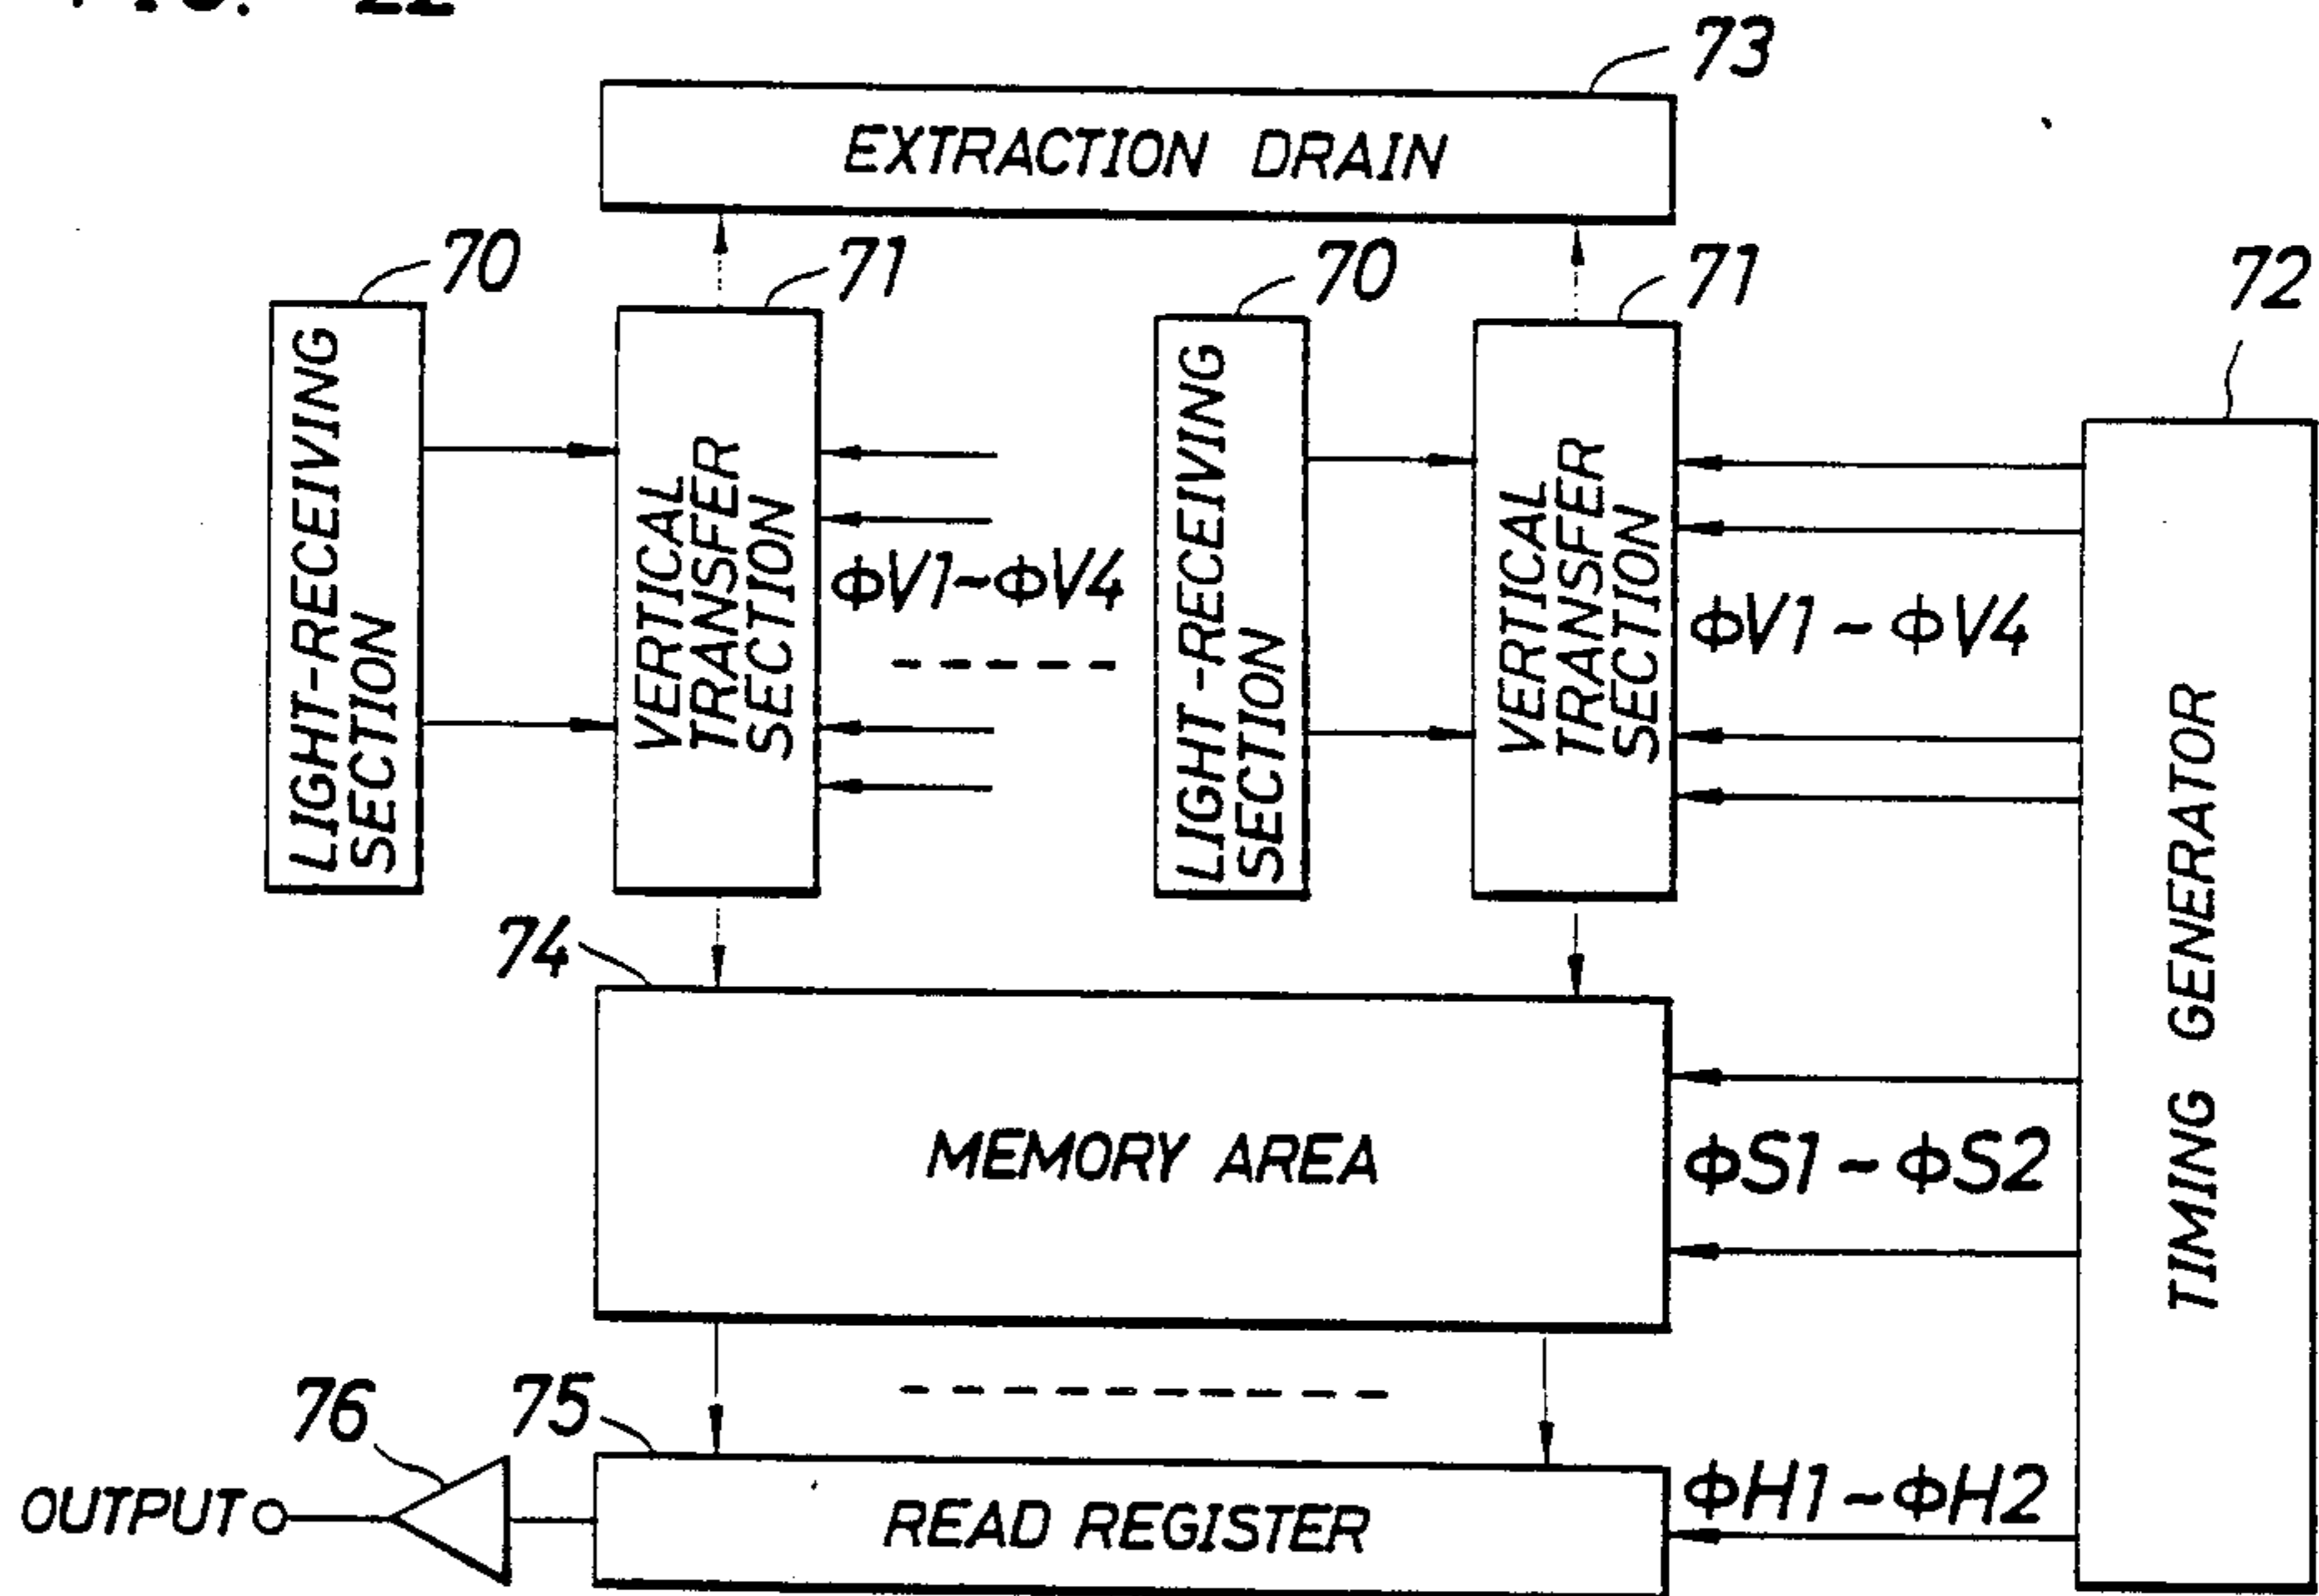 73
EXTRACTION DRAIN
70
71
70
71
72
LIGHT-RECEIVING
SECTION
VERTICAL
TRANSFER
SECTION
ΦV1~ΦV4
LIGHT-RECEIVING
SECTION
VERTICAL
TRANSFER
SECTION
ΦV1~ΦV4
TIMING GENERATOR
74
MEMORY AREA
ΦS1~ΦS2
76
75
OUTPUT
READ REGISTER
ΦH1~ΦH2